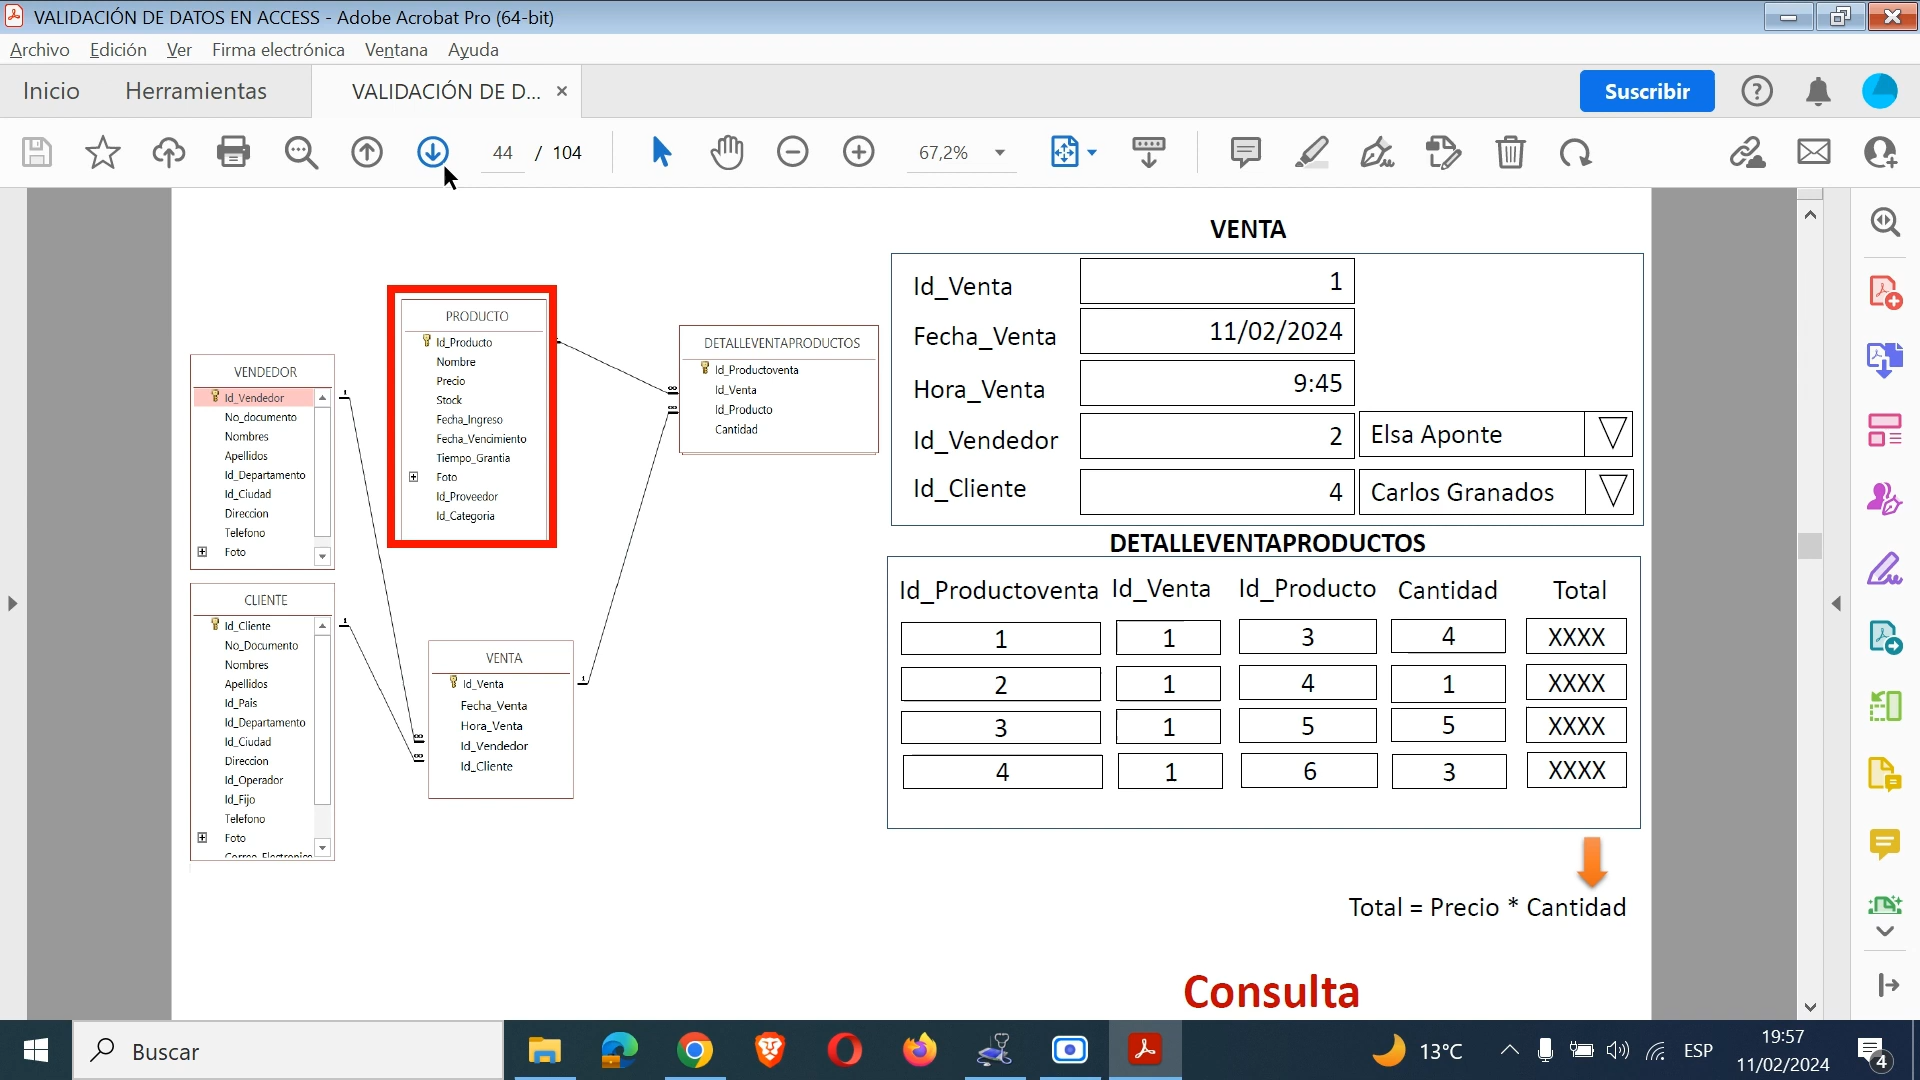 VALIDACIÓN DE DATOS EN ACCESS - Adobe Acrobat Pro (64-bit)
Archivo Edición Ver Firma electrónica Ventana Ayuda
Inicio Herramientas VALIDACIÓN DE D... × Suscribir
44 / 104 67,2%
VENDEDOR
Id_Vendedor
No_documento
Nombres
Apellidos
Id_Departamento
Id_Ciudad
Direccion
Telefono
Foto
CLIENTE
Id_Cliente
No_Documento
Nombres
Apellidos
Id_Pais
Id_Departamento
Id_Ciudad
Direccion
Id_Operador
Id_Fijo
Telefono
Foto
Correo_Electronico
PRODUCTO
Id_Producto
Nombre
Precio
Stock
Fecha_Ingreso
Fecha_Vencimiento
Tiempo_Grantia
Foto
Id_Proveedor
Id_Categoria
VENTA
Id_Venta
Fecha_Venta
Hora_Venta
Id_Vendedor
Id_Cliente
DETALLEVENTAPRODUCTOS
Id_Productoventa
Id_Venta
Id_Producto
Cantidad
1 ∞
1 ∞
∞
∞
1
VENTA
Id_Venta 1
Fecha_Venta 11/02/2024
Hora_Venta 9:45
Id_Vendedor 2 Elsa Aponte
Id_Cliente 4 Carlos Granados
DETALLEVENTAPRODUCTOS
Id_Productoventa Id_Venta Id_Producto Cantidad Total
1 1 3 4 XXXX
2 1 4 1 XXXX
3 1 5 5 XXXX
4 1 6 3 XXXX
Total = Precio * Cantidad
Consulta
Buscar 13°C ESP 19:57
11/02/2024 4